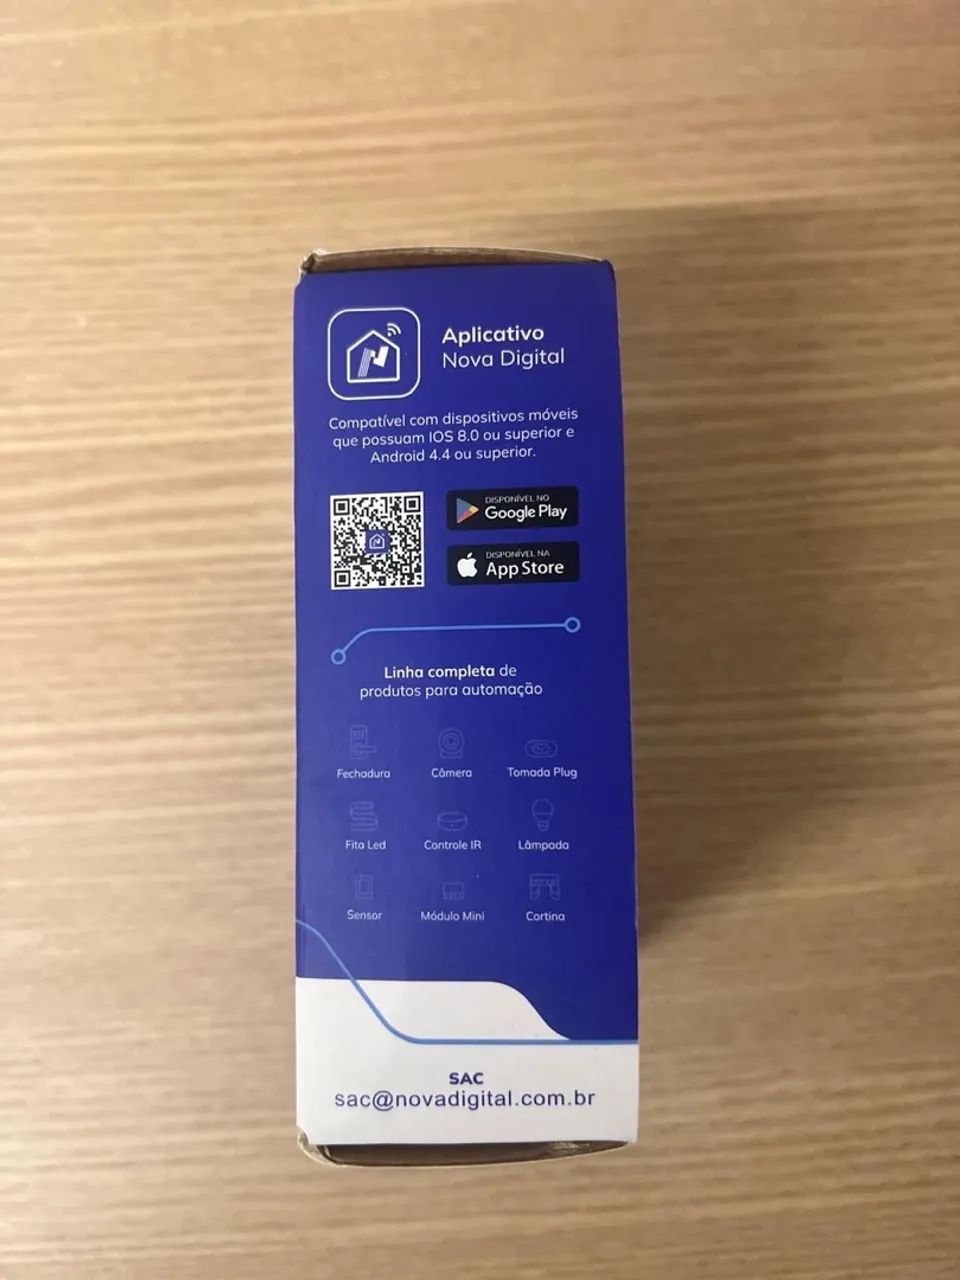 Aplicativo
Nova Digital
Compatível com dispositivos móveis
que possuam IOS 8.0 ou superior e
Android 4.4 ou superior.
DISPONÍVEL NO
Google Play
DISPONÍVEL NA
App Store
Linha completa de
produtos para automação
Fechadura Câmera Tomada Plug
Fita Led Controle IR Lâmpada
Sensor Módulo Mini Cortina
SAC
sac@novadigital.com.br